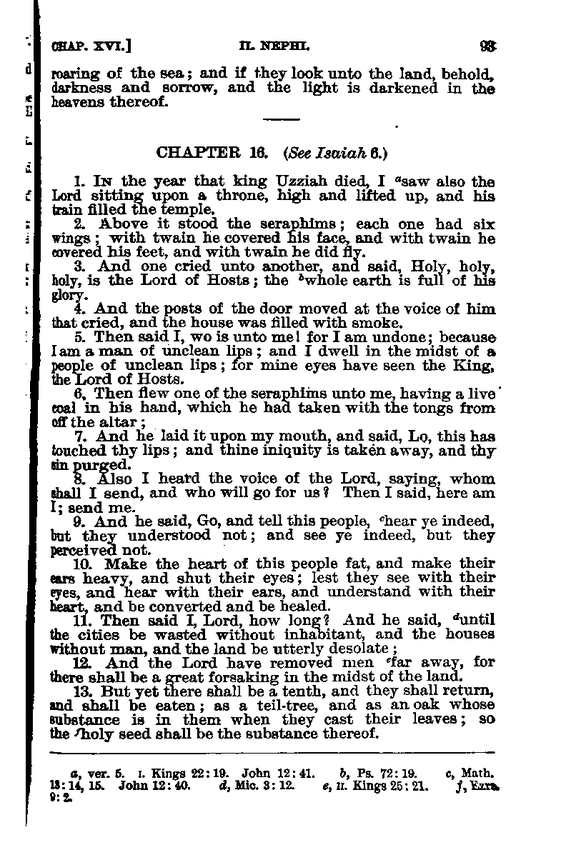 CHAP. XVI.] II. NEPHI. 93
roaring of the sea; and if they look unto the land, behold,
darkness and sorrow, and the light is darkened in the
heavens thereof.
CHAPTER 16. (See Isaiah 6.)
1. In the year that king Uzziah died, I ᵃsaw also the
Lord sitting upon a throne, high and lifted up, and his
train filled the temple.
2. Above it stood the seraphims; each one had six
wings; with twain he covered his face, and with twain he
covered his feet, and with twain he did fly.
3. And one cried unto another, and said, Holy, holy,
holy, is the Lord of Hosts; the ᵇwhole earth is full of his
glory.
4. And the posts of the door moved at the voice of him
that cried, and the house was filled with smoke.
5. Then said I, wo is unto me! for I am undone; because
I am a man of unclean lips; and I dwell in the midst of a
people of unclean lips; for mine eyes have seen the King,
the Lord of Hosts.
6. Then flew one of the seraphims unto me, having a live
coal in his hand, which he had taken with the tongs from
off the altar;
7. And he laid it upon my mouth, and said, Lo, this has
touched thy lips; and thine iniquity is taken away, and thy
sin purged.
8. Also I heard the voice of the Lord, saying, whom
shall I send, and who will go for us? Then I said, here am
I; send me.
9. And he said, Go, and tell this people, ᶜhear ye indeed,
but they understood not; and see ye indeed, but they
perceived not.
10. Make the heart of this people fat, and make their
ears heavy, and shut their eyes; lest they see with their
eyes, and hear with their ears, and understand with their
heart, and be converted and be healed.
11. Then said I, Lord, how long? And he said, ᵈuntil
the cities be wasted without inhabitant, and the houses
without man, and the land be utterly desolate;
12. And the Lord have removed men ᵉfar away, for
there shall be a great forsaking in the midst of the land.
13. But yet there shall be a tenth, and they shall return,
and shall be eaten; as a teil-tree, and as an oak whose
substance is in them when they cast their leaves; so
the ᶠholy seed shall be the substance thereof.
a, ver. 5. I. Kings 22:19. John 12:41. b, Ps. 72:19. c, Math.
13:14, 15. John 12:40. d, Mic. 3:12. e, II. Kings 25:21. f, Ezra
9:2.